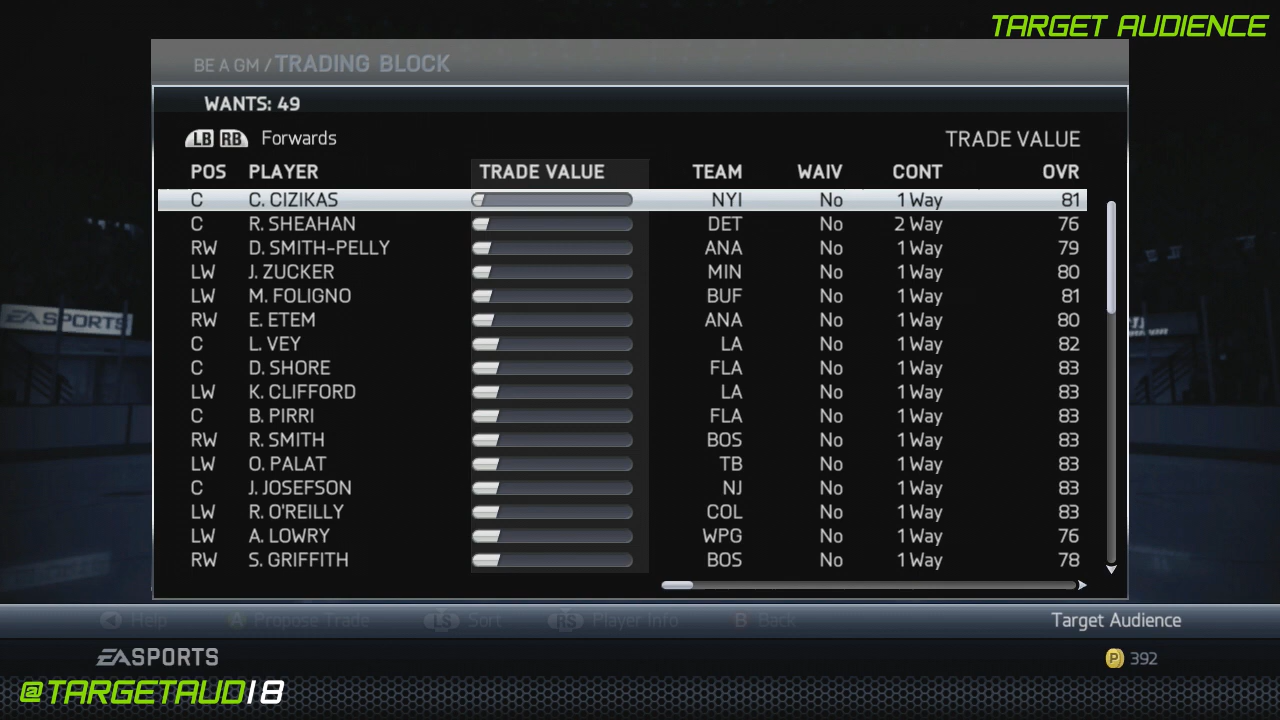 TARGET AUDIENCE
BE A GM / TRADING BLOCK
WANTS: 49
LB RB Forwards TRADE VALUE
POS PLAYER TRADE VALUE TEAM WAIV CONT OVR
C C. CIZIKAS NYI No 1 Way 81
C R. SHEAHAN DET No 2 Way 76
RW D. SMITH-PELLY ANA No 1 Way 79
LW J. ZUCKER MIN No 1 Way 80
LW M. FOLIGNO BUF No 1 Way 81
RW E. ETEM ANA No 1 Way 80
C L. VEY LA No 1 Way 82
C D. SHORE FLA No 1 Way 83
LW K. CLIFFORD LA No 1 Way 83
C B. PIRRI FLA No 1 Way 83
RW R. SMITH BOS No 1 Way 83
LW O. PALAT TB No 1 Way 83
C J. JOSEFSON NJ No 1 Way 83
LW R. O'REILLY COL No 1 Way 83
LW A. LOWRY WPG No 1 Way 76
RW S. GRIFFITH BOS No 1 Way 78
EA SPORTS
Help A Propose Trade LS Sort RS Player Info B Back Target Audience
EA SPORTS P 392
@TARGETAUD18